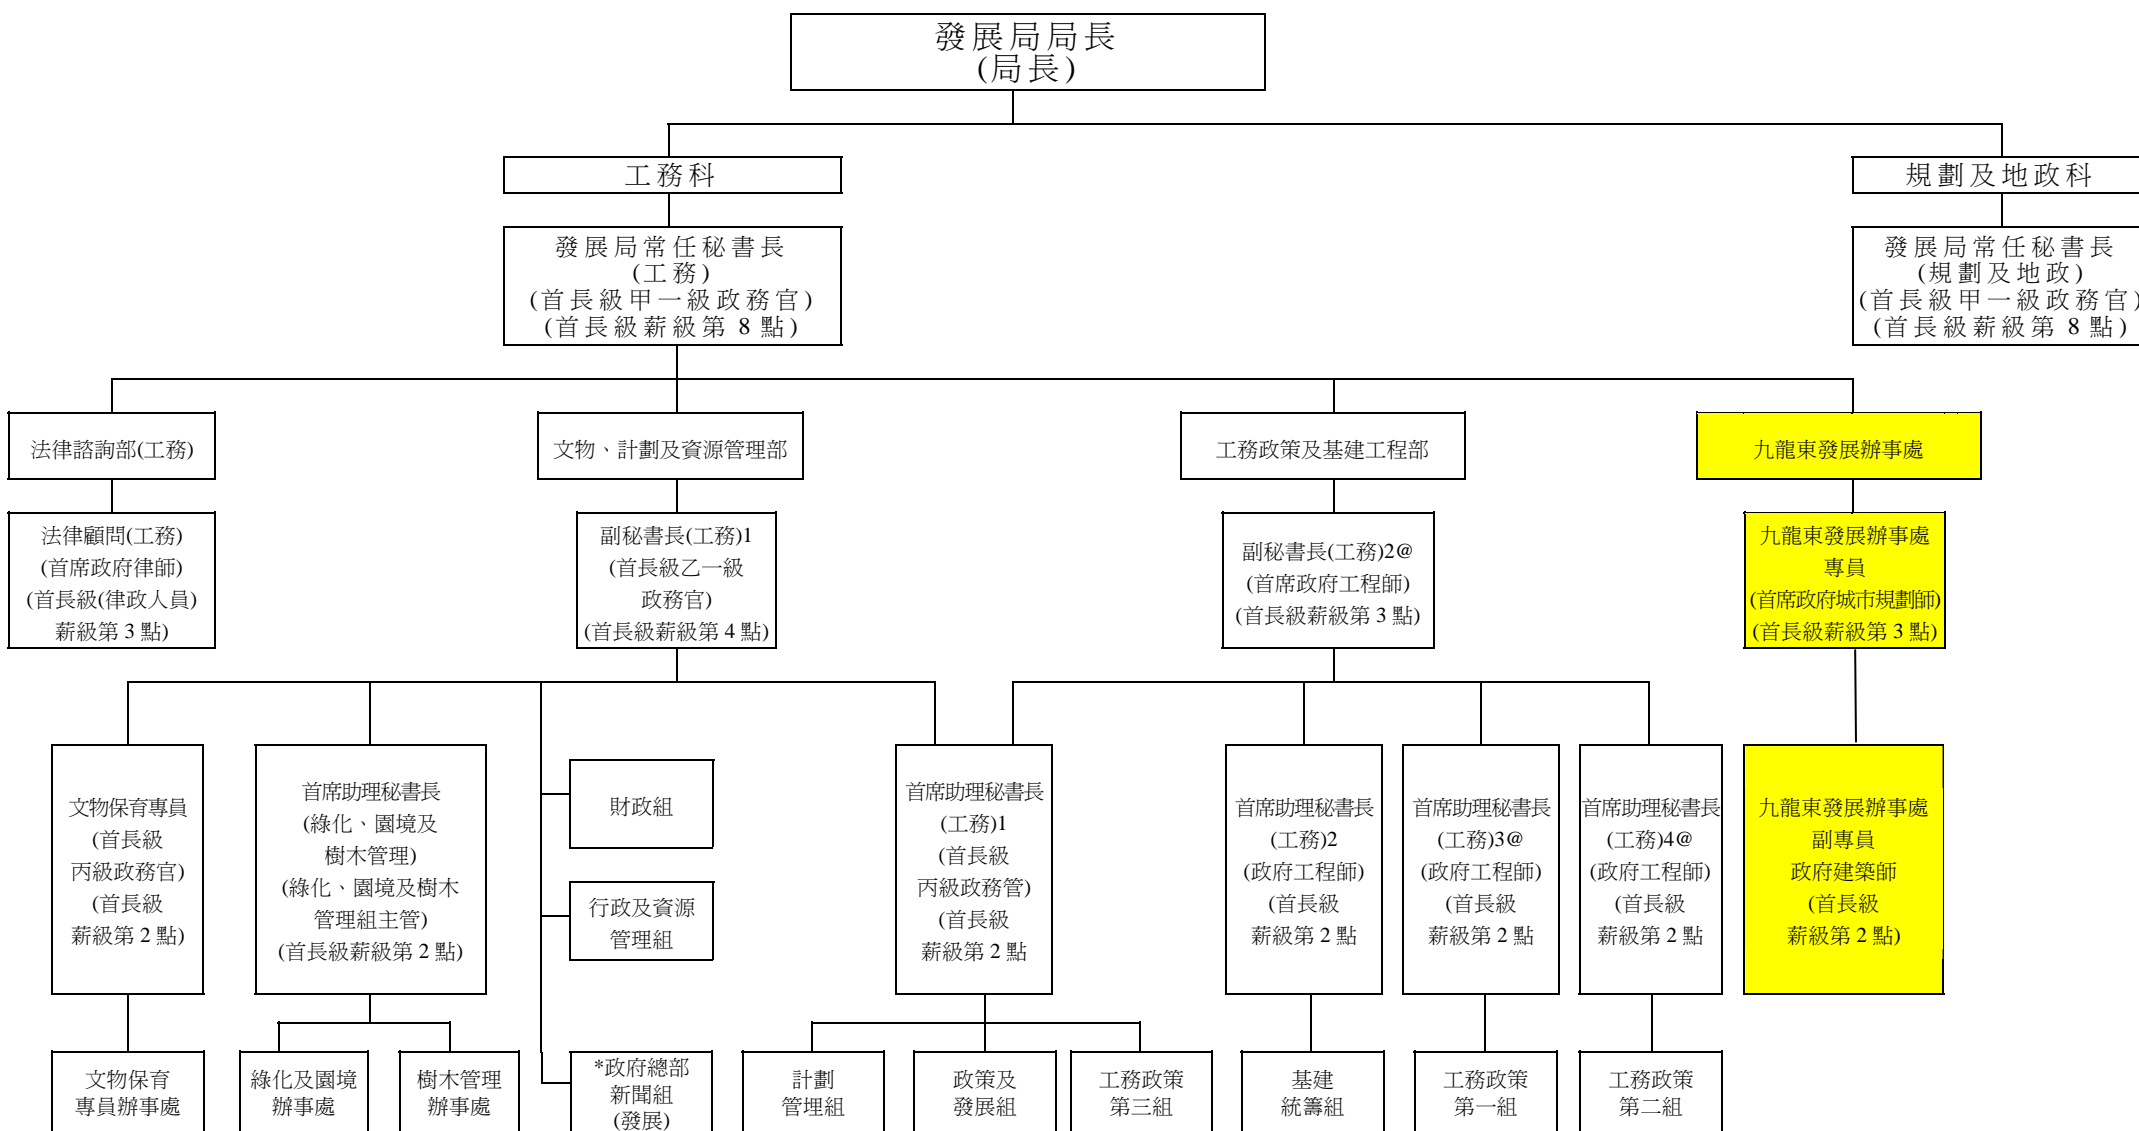 發展局局長
(局長)
工務科
規劃及地政科
發展局常任秘書長
(工務)
(首長級甲一級政務官)
(首長級薪級第 8 點)
發展局常任秘書長
(規劃及地政)
(首長級甲一級政務官)
(首長級薪級第 8 點)
法律諮詢部(工務)
文物、計劃及資源管理部
工務政策及基建工程部
九龍東發展辦事處
法律顧問(工務)
(首席政府律師)
(首長級(律政人員)
薪級第 3 點)
副秘書長(工務)1
(首長級乙一級
政務官)
(首長級薪級第 4 點)
副秘書長(工務)2@
(首席政府工程師)
(首長級薪級第 3 點)
九龍東發展辦事處
專員
(首席政府城市規劃師)
(首長級薪級第 3 點)
文物保育專員
(首長級
丙級政務官)
(首長級
薪級第 2 點)
首席助理秘書長
(綠化、園境及
樹木管理)
(綠化、園境及樹木
管理組主管)
(首長級薪級第 2 點)
財政組
行政及資源
管理組
首席助理秘書長
(工務)1
(首長級
丙級政務管)
(首長級
薪級第 2 點
首席助理秘書長
(工務)2
(政府工程師)
(首長級
薪級第 2 點
首席助理秘書長
(工務)3@
(政府工程師)
(首長級
薪級第 2 點
首席助理秘書長
(工務)4@
(政府工程師)
(首長級
薪級第 2 點
九龍東發展辦事處
副專員
政府建築師
(首長級
薪級第 2 點)
文物保育
專員辦事處
綠化及園境
辦事處
樹木管理
辦事處
*政府總部
新聞組
(發展)
計劃
管理組
政策及
發展組
工務政策
第三組
基建
統籌組
工務政策
第一組
工務政策
第二組